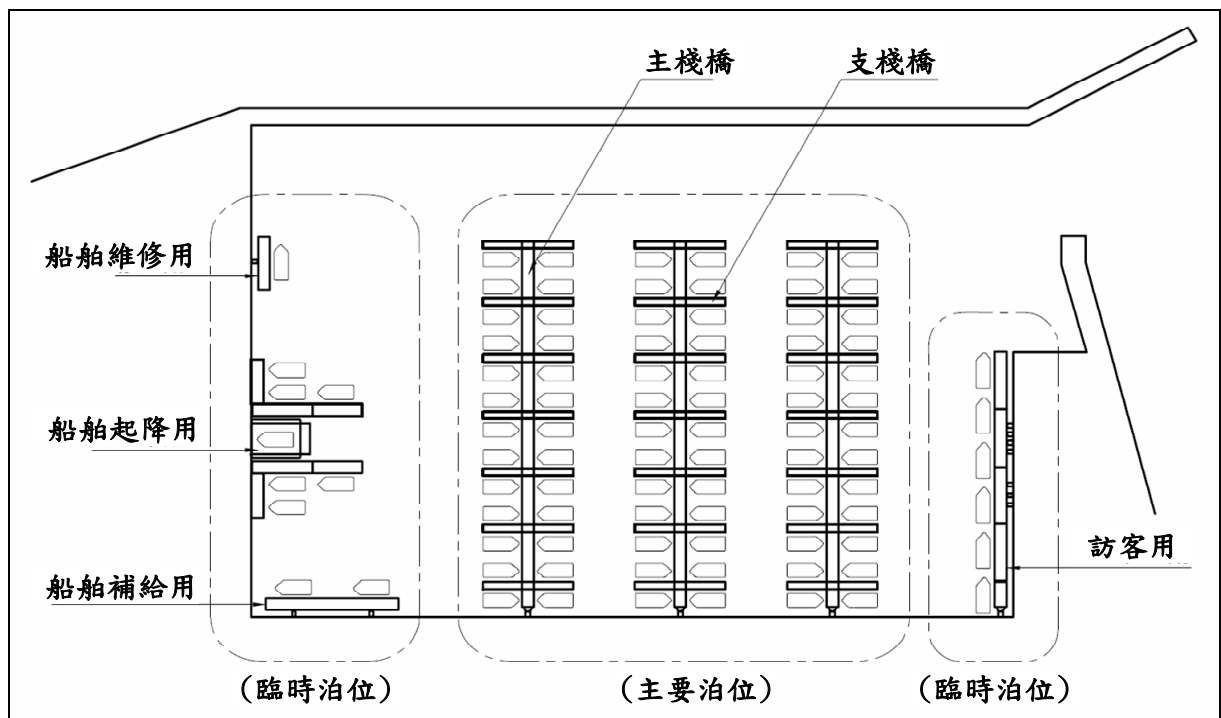 主棧橋
支棧橋
船舶維修用
船舶起降用
船舶補給用
訪客用
（臨時泊位）
（主要泊位）
（臨時泊位）